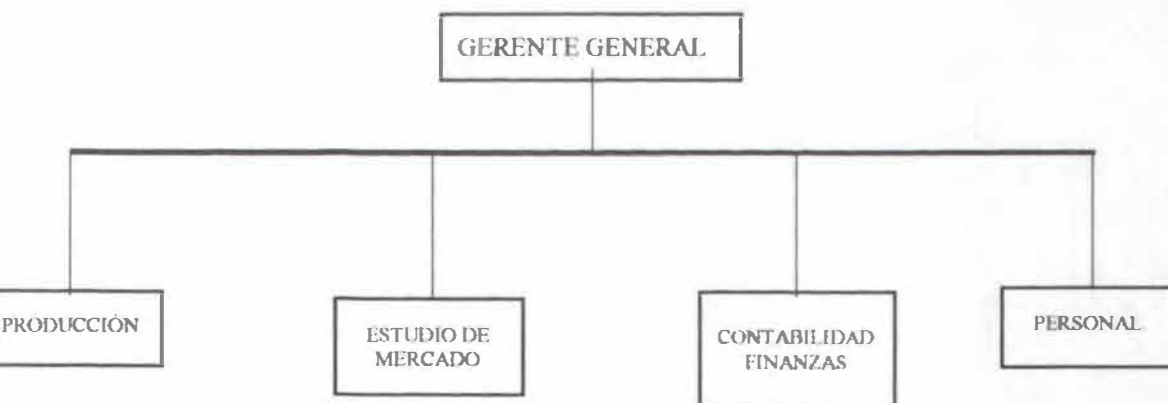 GERENTE GENERAL
PRODUCCIÓN
ESTUDIO DE
MERCADO
CONTABILIDAD
FINANZAS
PERSONAL